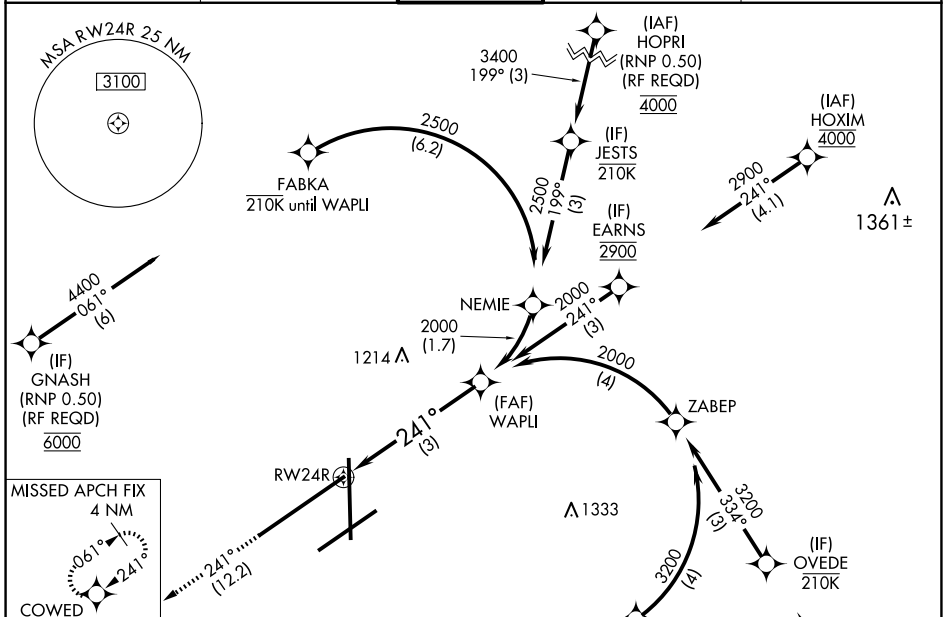 MSA RW24R 25 NM
3100
(IAF)
HOPRI
(RNP 0.50)
(RF REQD)
4000
3400
199° (3)
(IAF)
HOXIM
4000
2900
241°
(4.1)
1361±
2500
(6.2)
FABKA
210K until WAPLI
(IF)
JESTS
210K
2500
199°
(3)
(IF)
EARNS
2900
4400
061°
(6)
(IF)
GNASH
(RNP 0.50)
(RF REQD)
6000
NEMIE
2000
241°
(3)
2000
(1.7)
1214
2000
(4)
(FAF)
WAPLI
ZABEP
241°
(3)
RW24R
3200
334°
(3)
(IF)
OVEDE
210K
1333
3200
(4)
241°
(12.2)
MISSED APCH FIX
4 NM
061°
241°
COWED